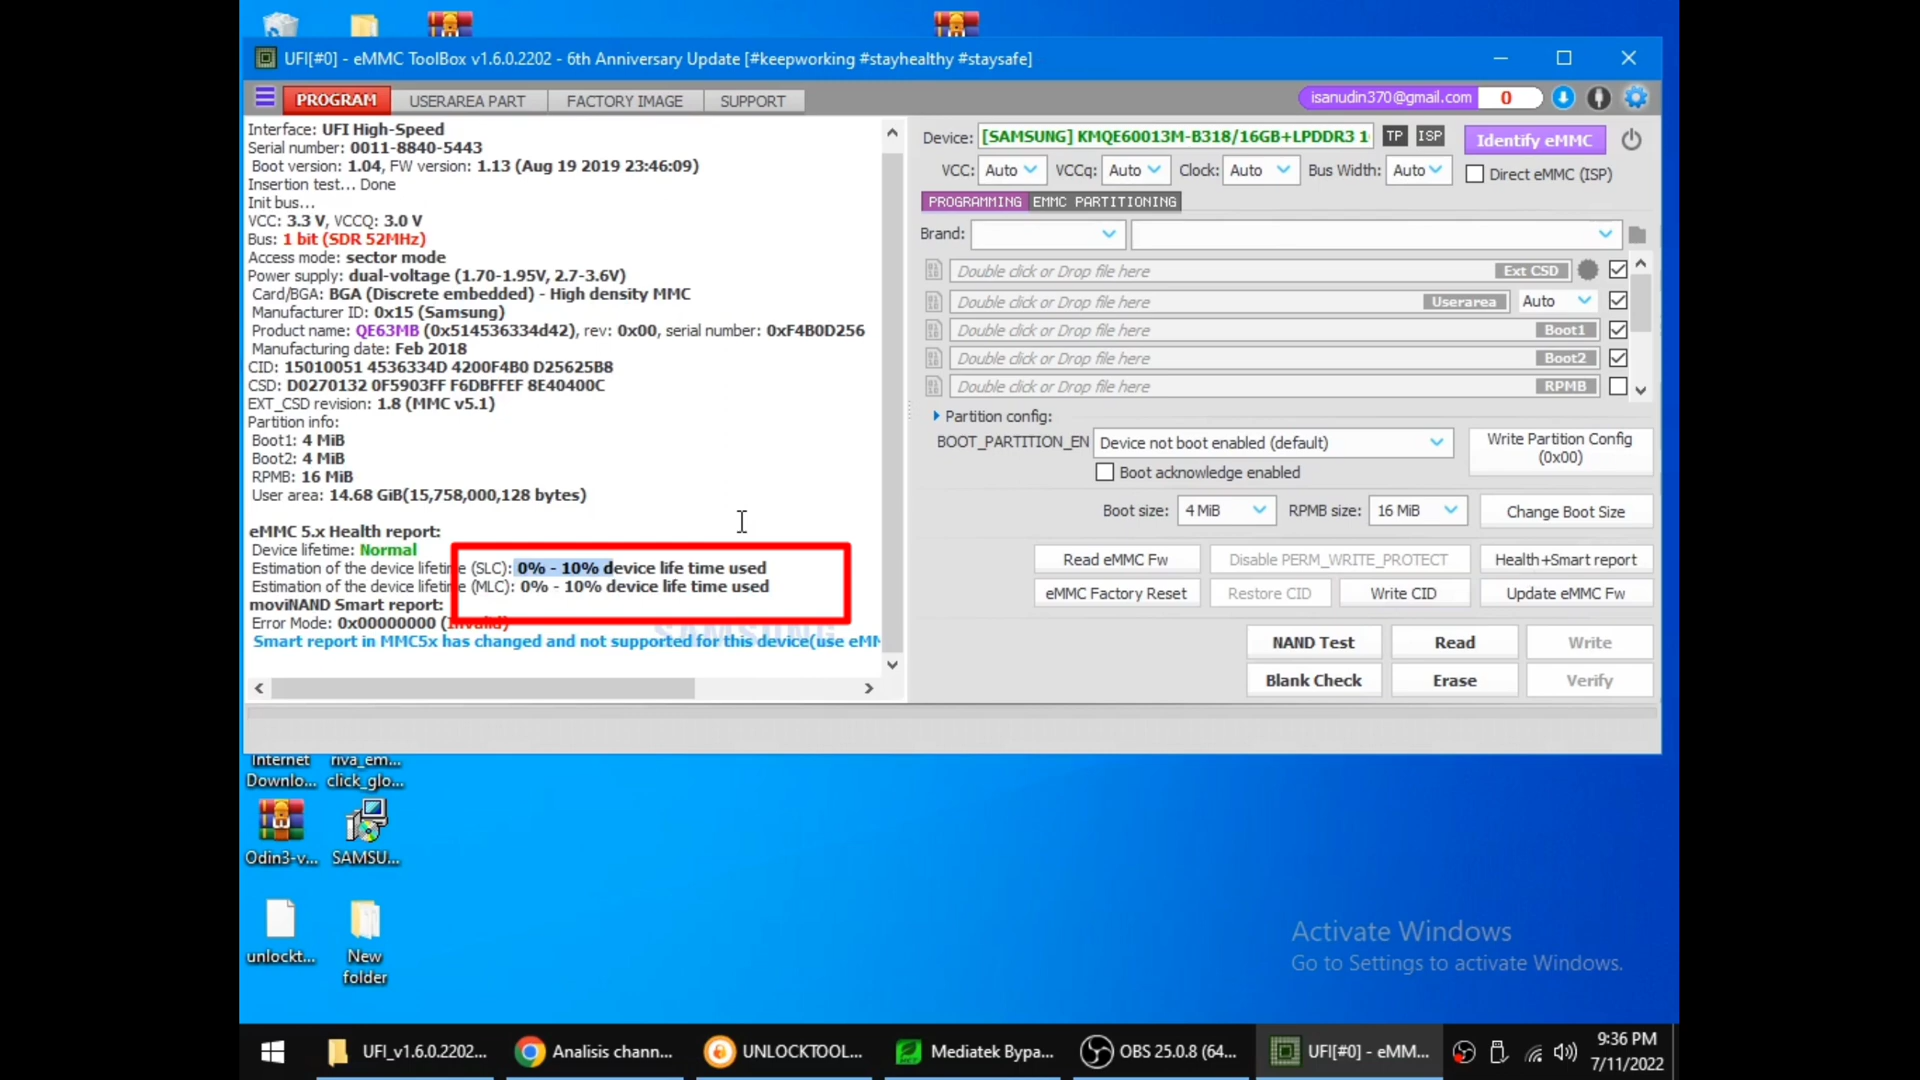 UFI[#0] - eMMC ToolBox v1.6.0.2202 - 6th Anniversary Update [#keepworking #stayhealthy #staysafe]
PROGRAM
USERAREA PART
FACTORY IMAGE
SUPPORT
isanudin370@gmail.com
0
Interface: UFI High-Speed
Serial number: 0011-8840-5443
Boot version: 1.04, FW version: 1.13 (Aug 19 2019 23:46:09)
Insertion test... Done
Init bus...
VCC: 3.3 V, VCCQ: 3.0 V
Bus: 1 bit (SDR 52MHz)
Access mode: sector mode
Power supply: dual-voltage (1.70-1.95V, 2.7-3.6V)
Card/BGA: BGA (Discrete embedded) - High density MMC
Manufacturer ID: 0x15 (Samsung)
Product name: QE63MB (0x514536334d42), rev: 0x00, serial number: 0xF4B0D256
Manufacturing date: Feb 2018
CID: 15010051 4536334D 4200F4B0 D25625B8
CSD: D0270132 0F5903FF F6DBFFEF 8E40400C
EXT_CSD revision: 1.8 (MMC v5.1)
Partition info:
Boot1: 4 MiB
Boot2: 4 MiB
RPMB: 16 MiB
User area: 14.68 GiB(15,758,000,128 bytes)
eMMC 5.x Health report:
Device lifetime: Normal
Estimation of the device lifetime (SLC): 0% - 10% device life time used
Estimation of the device lifetime (MLC): 0% - 10% device life time used
moviNAND Smart report:
Error Mode: 0x00000000 (Invalid)
SAMSUNG
Smart report in MMC5x has changed and not supported for this device(use eMM
Device: [SAMSUNG] KMQE60013M-B318/16GB+LPDDR3 1
TP
ISP
Identify eMMC
VCC: Auto
VCCq: Auto
Clock: Auto
Bus Width: Auto
Direct eMMC (ISP)
PROGRAMMING
EMMC PARTITIONING
Brand:
Double click or Drop file here
Ext CSD
Double click or Drop file here
Userarea
Auto
Double click or Drop file here
Boot1
Double click or Drop file here
Boot2
Double click or Drop file here
RPMB
Partition config:
BOOT_PARTITION_EN
Device not boot enabled (default)
Write Partition Config
(0x00)
Boot acknowledge enabled
Boot size: 4 MiB
RPMB size: 16 MiB
Change Boot Size
Read eMMC Fw
Disable PERM_WRITE_PROTECT
Health+Smart report
eMMC Factory Reset
Restore CID
Write CID
Update eMMC Fw
NAND Test
Read
Write
Blank Check
Erase
Verify
Internet
Downlo...
riva_em...
click_glo...
Odin3-v...
SAMSU...
unlockt...
New
folder
Activate Windows
Go to Settings to activate Windows.
UFI_v1.6.0.2202...
Analisis chann...
UNLOCKTOOL...
Mediatek Bypa...
OBS 25.0.8 (64...
UFI[#0] - eMM...
9:36 PM
7/11/2022